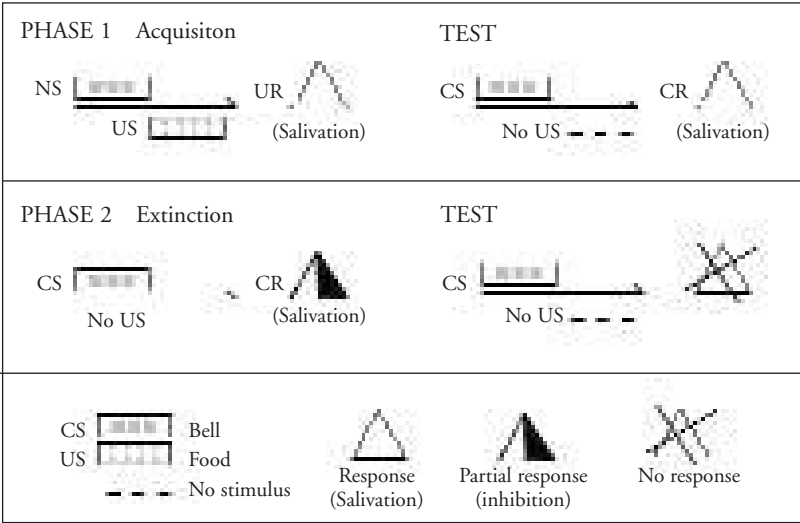 PHASE 1 Acquisiton
TEST
NS
UR
US
(Salivation)
CS
CR
No US
(Salivation)
PHASE 2 Extinction
TEST
CS
CR
No US
(Salivation)
CS
No US
CS Bell
US Food
No stimulus
Response
(Salivation)
Partial response
(inhibition)
No response